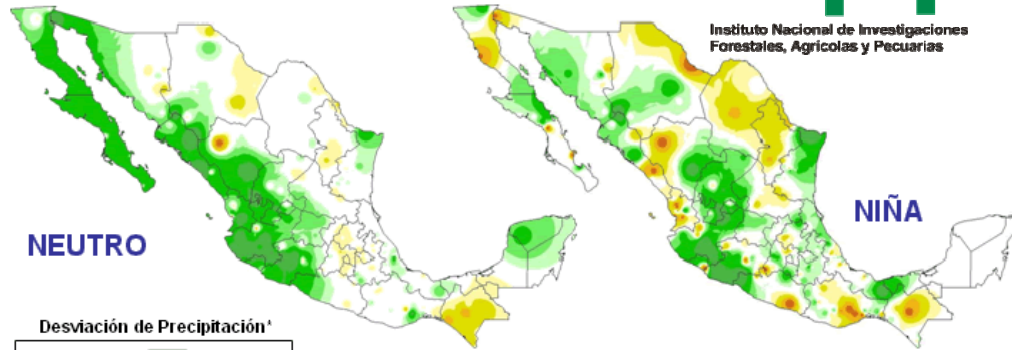 Instituto Nacional de Investigaciones
Forestales, Agrícolas y Pecuarias
NEUTRO
NIÑA
Desviación de Precipitación*